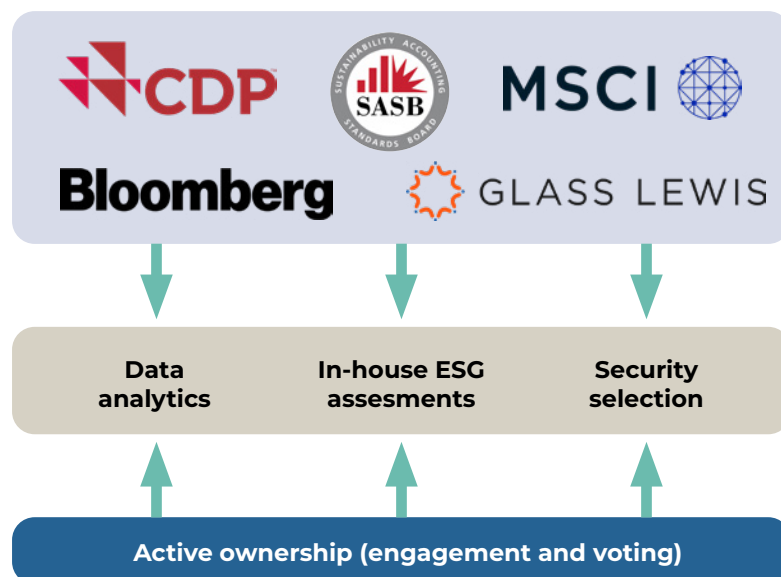 CDP
SUSTAINABILITY ACCOUNTING
SASB
STANDARDS BOARD
MSCI
Bloomberg
GLASS LEWIS
Data
analytics
In-house ESG
assesments
Security
selection
Active ownership (engagement and voting)